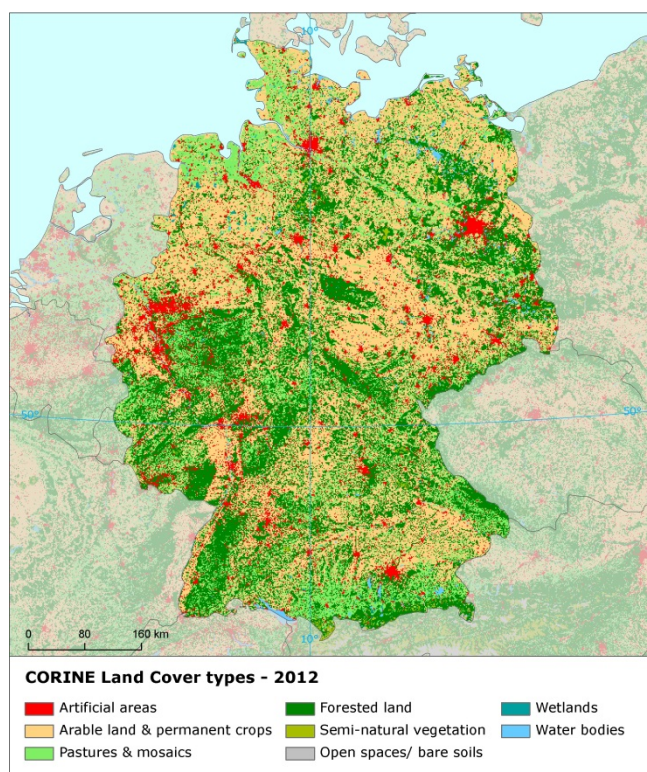 10°
50°
50°
10°
0 80 160 km
CORINE Land Cover types - 2012
Artificial areas
Forested land
Wetlands
Arable land & permanent crops
Semi-natural vegetation
Water bodies
Pastures & mosaics
Open spaces/ bare soils